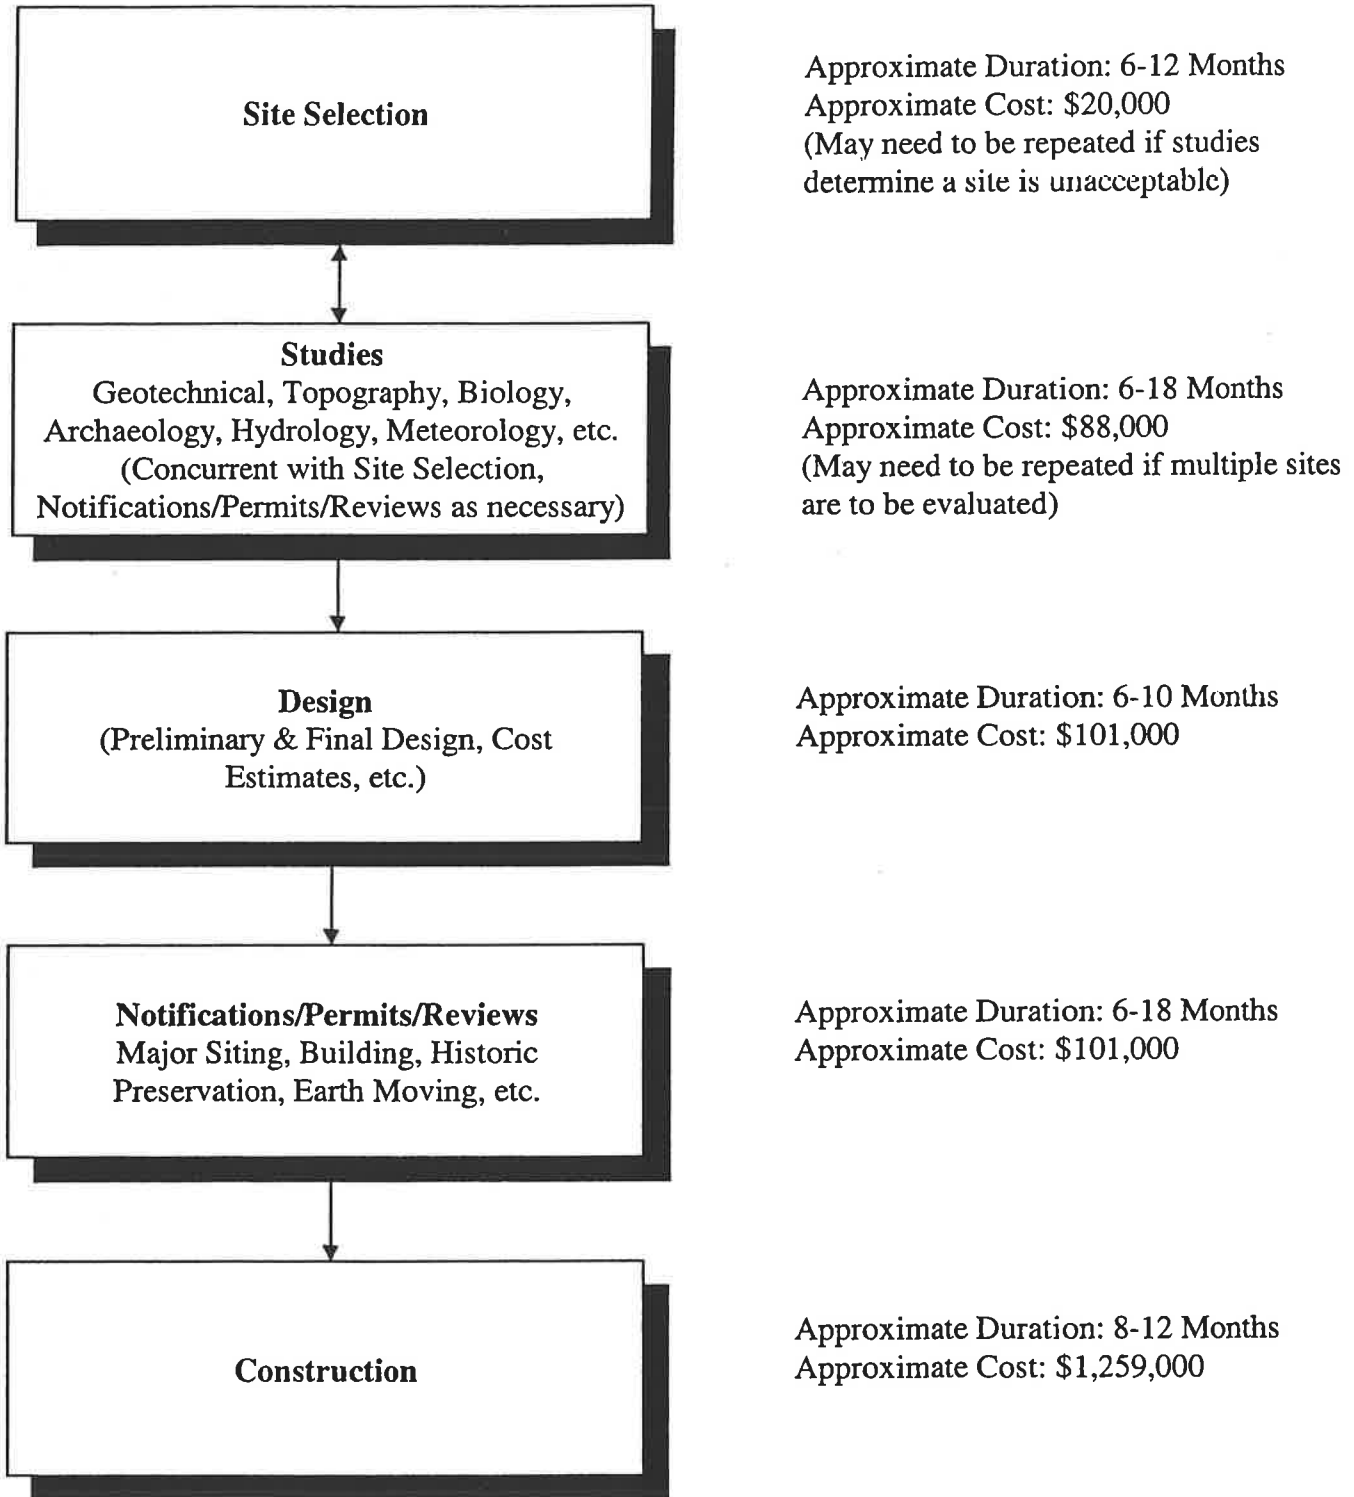 Site Selection
Approximate Duration: 6-12 Months
Approximate Cost: $20,000
(May need to be repeated if studies
determine a site is unacceptable)
Studies
Geotechnical, Topography, Biology,
Archaeology, Hydrology, Meteorology, etc.
(Concurrent with Site Selection,
Notifications/Permits/Reviews as necessary)
Approximate Duration: 6-18 Months
Approximate Cost: $88,000
(May need to be repeated if multiple sites
are to be evaluated)
Design
(Preliminary & Final Design, Cost
Estimates, etc.)
Approximate Duration: 6-10 Months
Approximate Cost: $101,000
Notifications/Permits/Reviews
Major Siting, Building, Historic
Preservation, Earth Moving, etc.
Approximate Duration: 6-18 Months
Approximate Cost: $101,000
Construction
Approximate Duration: 8-12 Months
Approximate Cost: $1,259,000